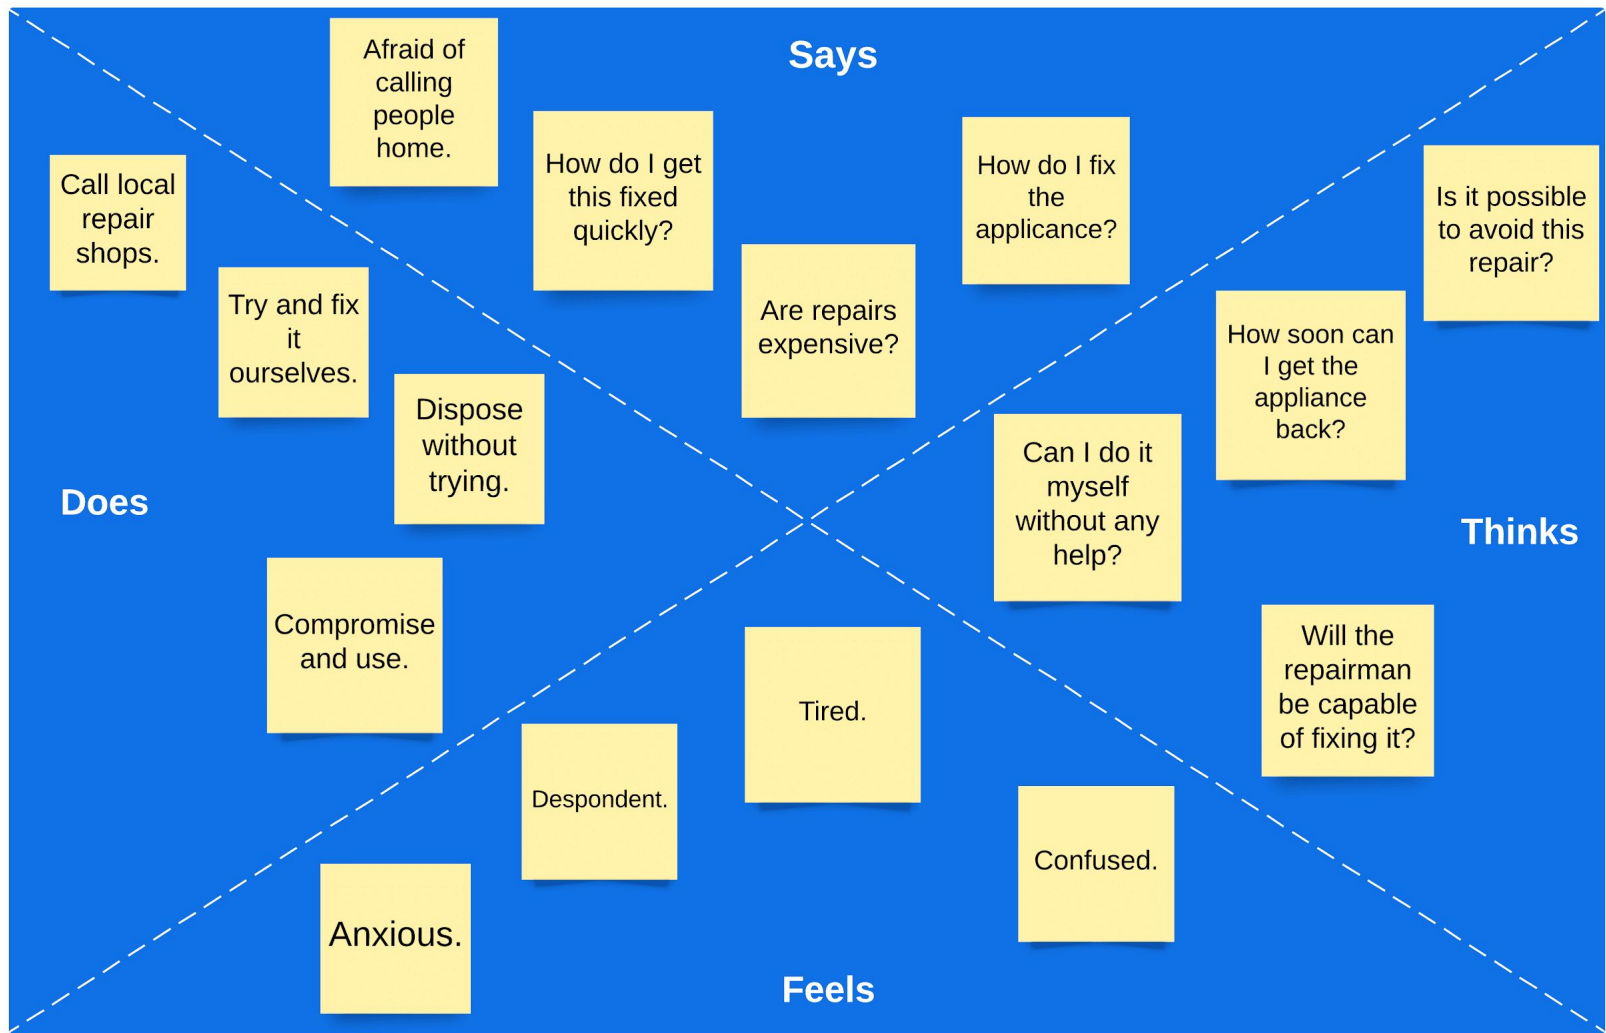 Says
Afraid of
calling
people
home.
How do I get
this fixed
quickly?
Are repairs
expensive?
How do I fix
the
applicance?
Does
Call local
repair
shops.
Try and fix
it
ourselves.
Dispose
without
trying.
Compromise
and use.
Thinks
Is it possible
to avoid this
repair?
How soon can
I get the
appliance
back?
Can I do it
myself
without any
help?
Will the
repairman
be capable
of fixing it?
Feels
Tired.
Despondent.
Confused.
Anxious.